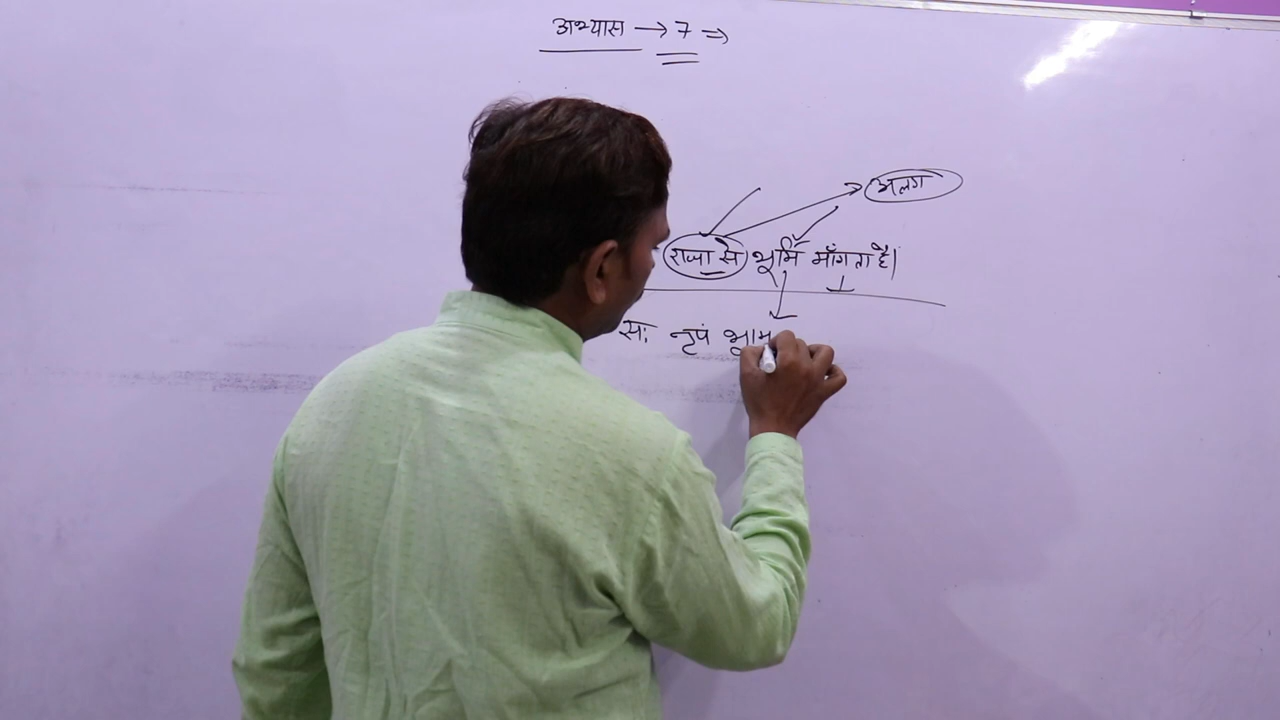 अभ्यास → 7 ⇒
अलग
राजा से भूमि माँगता है।
सः नृपं भूम